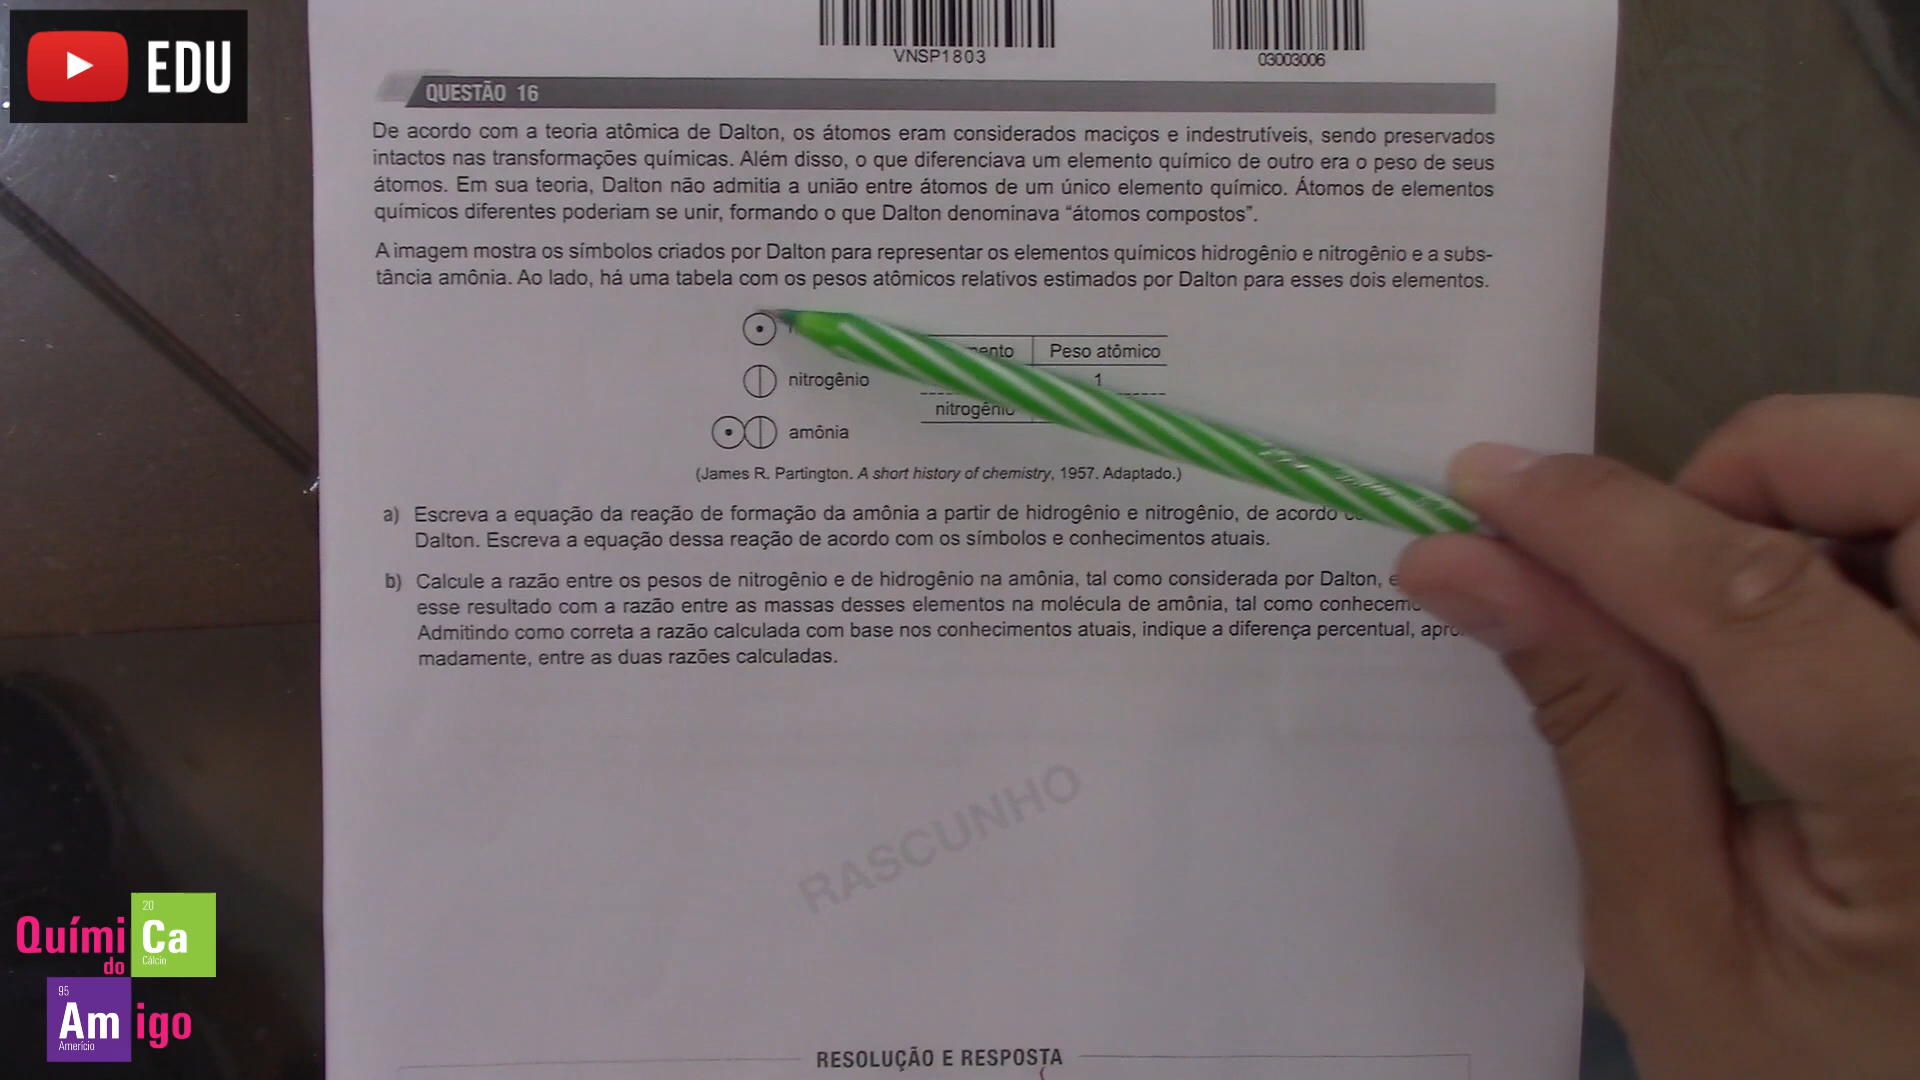 EDU
VNSP1803
03003006
QUESTÃO 16
De acordo com a teoria atômica de Dalton, os átomos eram considerados maciços e indestrutíveis, sendo preservados
intactos nas transformações químicas. Além disso, o que diferenciava um elemento químico de outro era o peso de seus
átomos. Em sua teoria, Dalton não admitia a união entre átomos de um único elemento químico. Átomos de elementos
químicos diferentes poderiam se unir, formando o que Dalton denominava “átomos compostos”.
A imagem mostra os símbolos criados por Dalton para representar os elementos químicos hidrogênio e nitrogênio e a subs-
tância amônia. Ao lado, há uma tabela com os pesos atômicos relativos estimados por Dalton para esses dois elementos.
Peso atômico
nitrogênio 1
nitrogênio
amônia
(James R. Partington. A short history of chemistry, 1957. Adaptado.)
a) Escreva a equação da reação de formação da amônia a partir de hidrogênio e nitrogênio, de acordo
Dalton. Escreva a equação dessa reação de acordo com os símbolos e conhecimentos atuais.
b) Calcule a razão entre os pesos de nitrogênio e de hidrogênio na amônia, tal como considerada por Dalton,
esse resultado com a razão entre as massas desses elementos na molécula de amônia, tal como
Admitindo como correta a razão calculada com base nos conhecimentos atuais, indique a diferença percentual,
madamente, entre as duas razões calculadas.
RASCUNHO
RESOLUÇÃO E RESPOSTA
20
Quími Ca
Cálcio
do
95
Am igo
Amerício